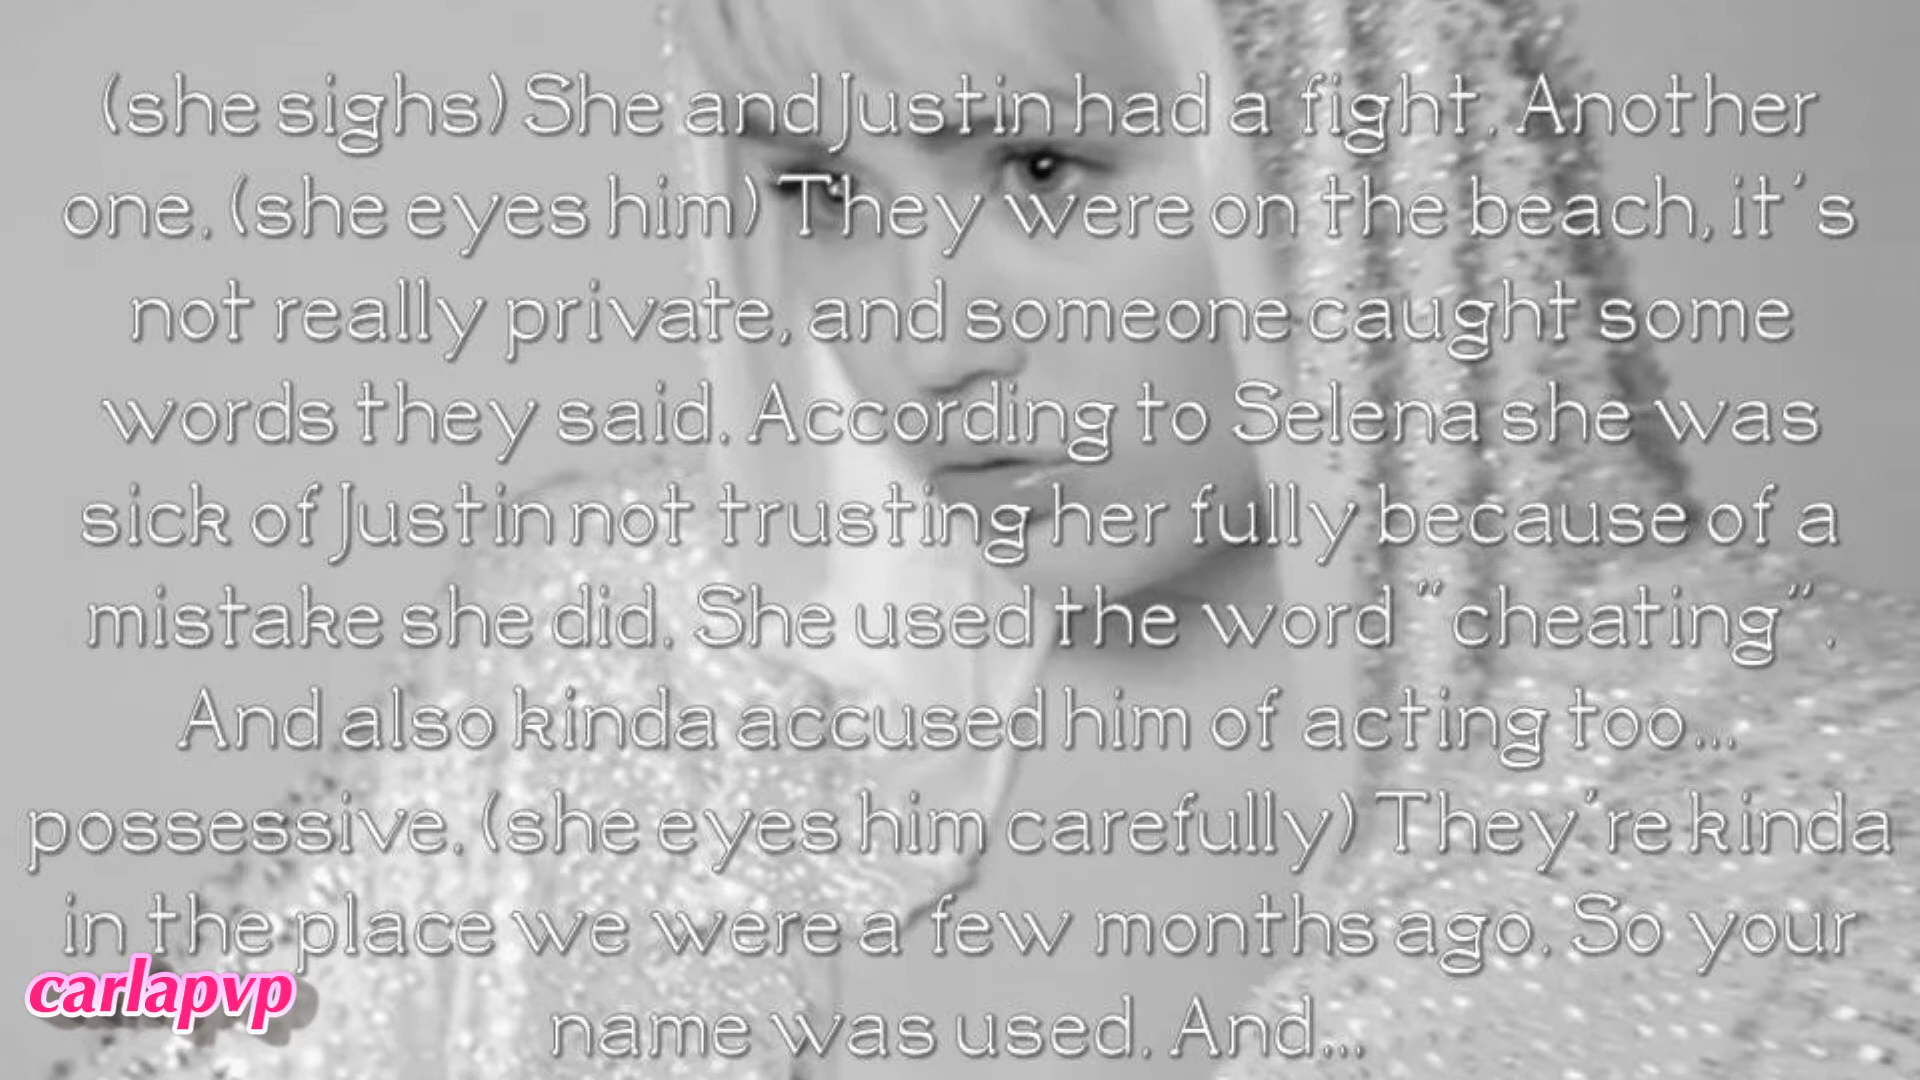 (she sighs) She and Justin had a fight. Another
one. (she eyes him) They were on the beach, it's
not really private, and someone caught some
words they said. According to Selena she was
sick of Justin not trusting her fully because of a
mistake she did. She used the word "cheating".
And also kinda accused him of acting too...
possessive. (she eyes him carefully) They're kinda
in the place we were a few months ago. So your
name was used. And...
carlapvp